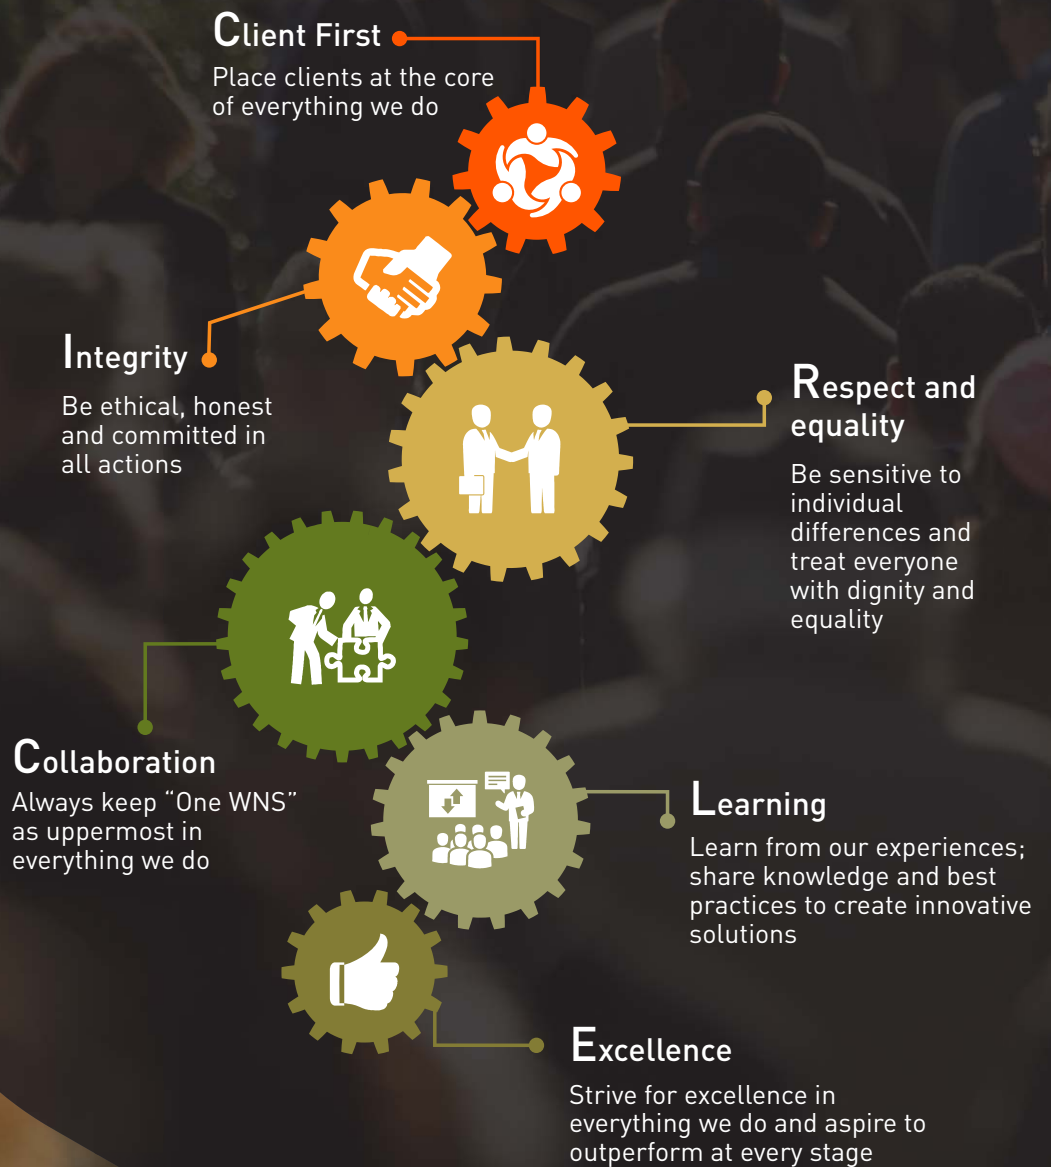 Client First
Place clients at the core
of everything we do
Integrity
Be ethical, honest
and committed in
all actions
Respect and
equality
Be sensitive to
individual
differences and
treat everyone
with dignity and
equality
Collaboration
Always keep “One WNS”
as uppermost in
everything we do
Learning
Learn from our experiences;
share knowledge and best
practices to create innovative
solutions
Excellence
Strive for excellence in
everything we do and aspire to
outperform at every stage